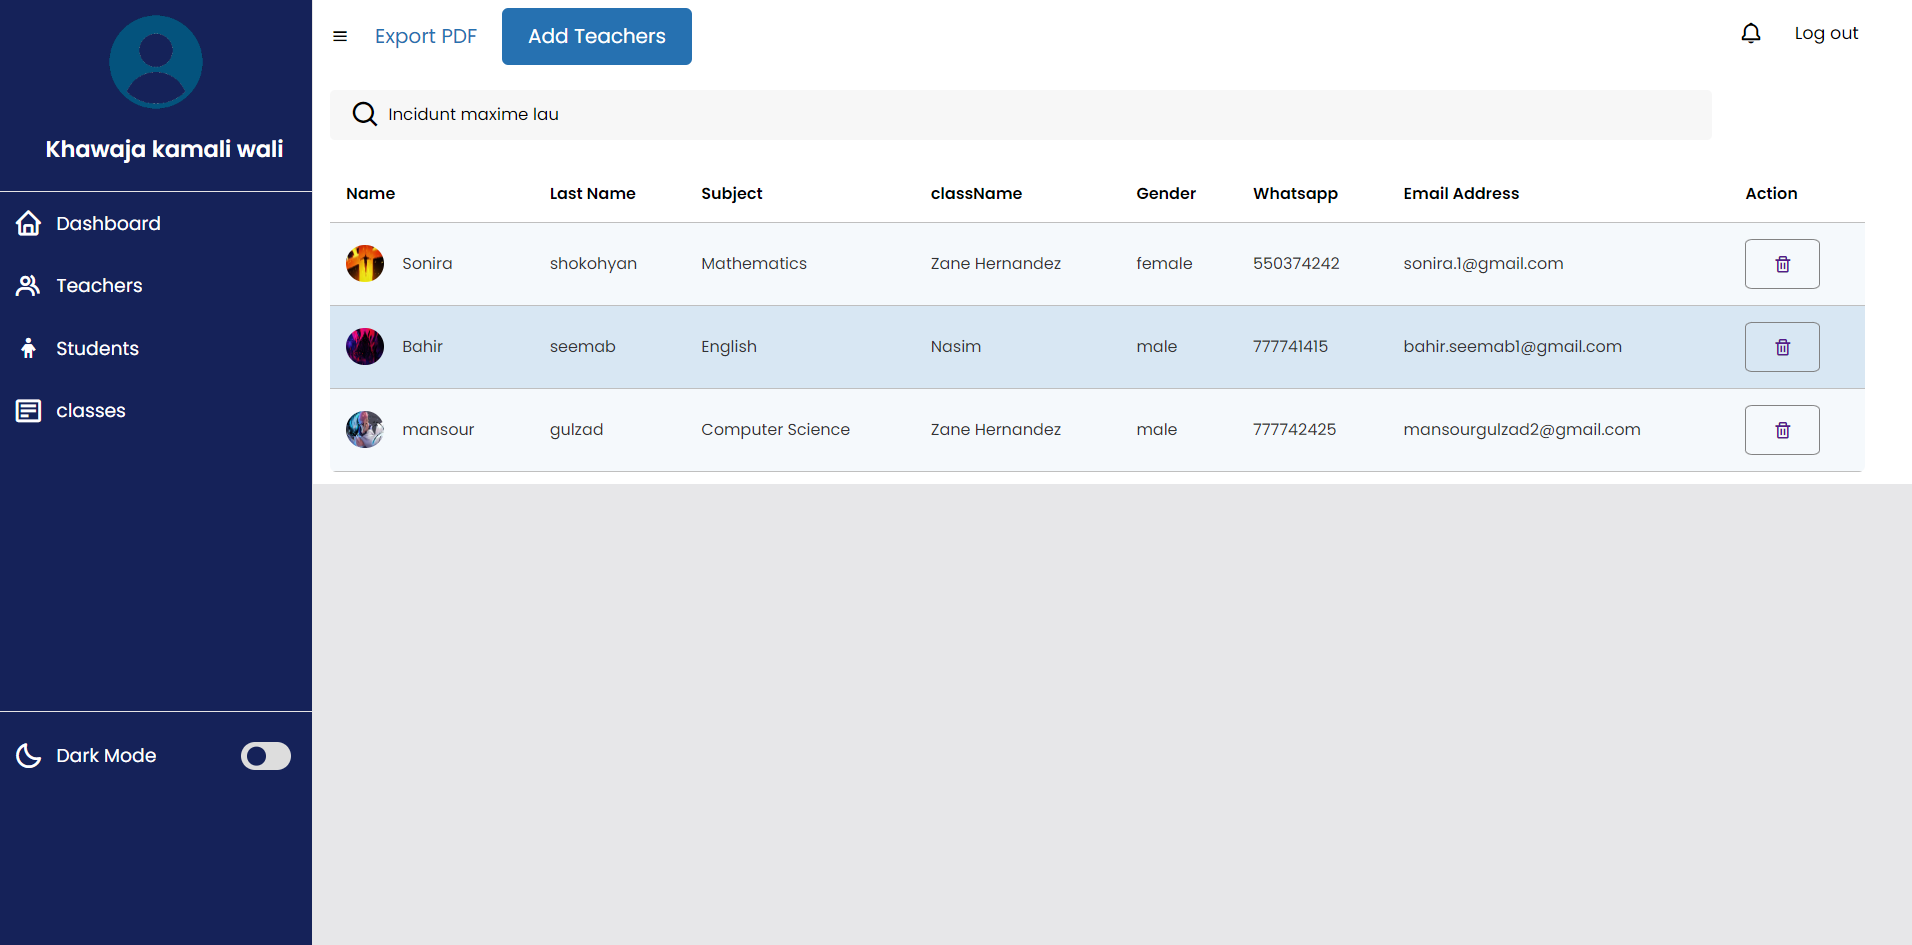 Khawaja kamali wali
Dashboard
Teachers
Students
classes
Dark Mode
Export PDF Add Teachers Log out
Incidunt maxime lau
Name Last Name Subject className Gender Whatsapp Email Address Action
Sonira shokohyan Mathematics Zane Hernandez female 550374242 sonira.1@gmail.com
Bahir seemab English Nasim male 777741415 bahir.seemab1@gmail.com
mansour gulzad Computer Science Zane Hernandez male 777742425 mansourgulzad2@gmail.com